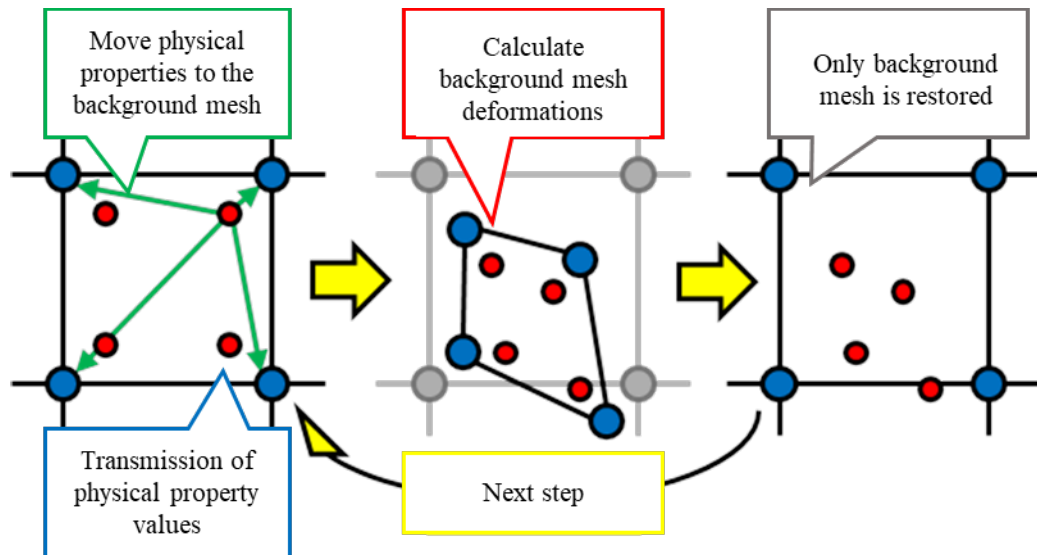 Move physical
properties to the
background mesh
Calculate
background mesh
deformations
Only background
mesh is restored
Transmission of
physical property
values
Next step